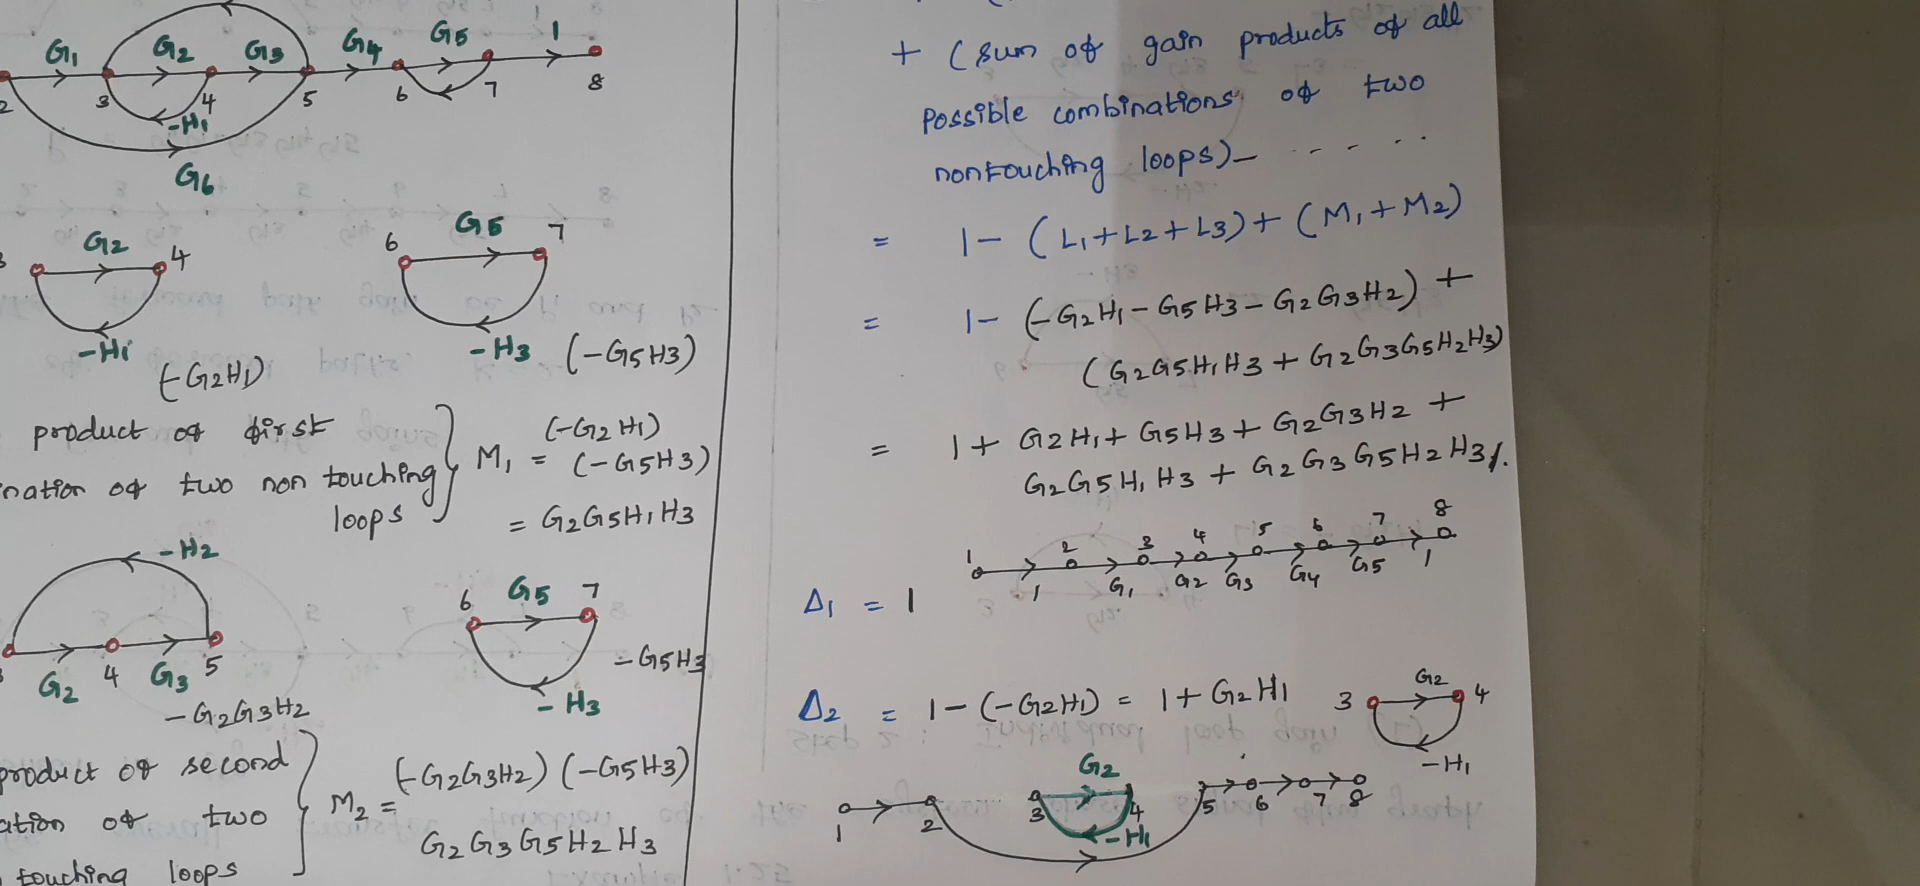 G1 G2 G3 G4 G5 1
2 3 4 5 6 7 8
-H1
G6
G2 4
-H1
(-G2H1)
6 G5 7
-H3 (-G5H3)
product of first
nation of two non touching
loops
M1 = (-G2H1)
(-G5H3)
= G2G5H1H3
-H2
G2 4 G3 5
-G2G3H2
6 G5 7
-G5H3
-H3
product of second
ation of two
touching loops
M2 = (-G2G3H2) (-G5H3)
G2G3G5H2H3
+ (sum of gain products of all
possible combinations of two
nontouching loops) - .....
= 1 - (L1+L2+L3) + (M1+M2)
= 1 - (-G2H1 - G5H3 - G2G3H2) +
(G2G5H1H3 + G2G3G5H2H3)
= 1 + G2H1 + G5H3 + G2G3H2 +
G2G5H1H3 + G2G3G5H2H3
1 2 3 4 5 6 7 8
1 G1 G2 G3 G4 G5 1
Δ1 = 1
Δ2 = 1 - (-G2H1) = 1 + G2H1
3 G2 4
-H1
G2
1 2 3 4 5 6 7 8
-H1